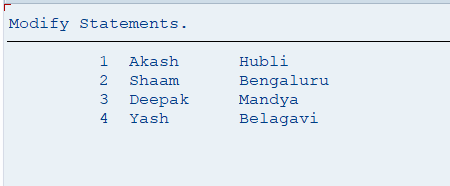 Modify Statements.
1 Akash Hubli
2 Shaam Bengaluru
3 Deepak Mandya
4 Yash Belagavi